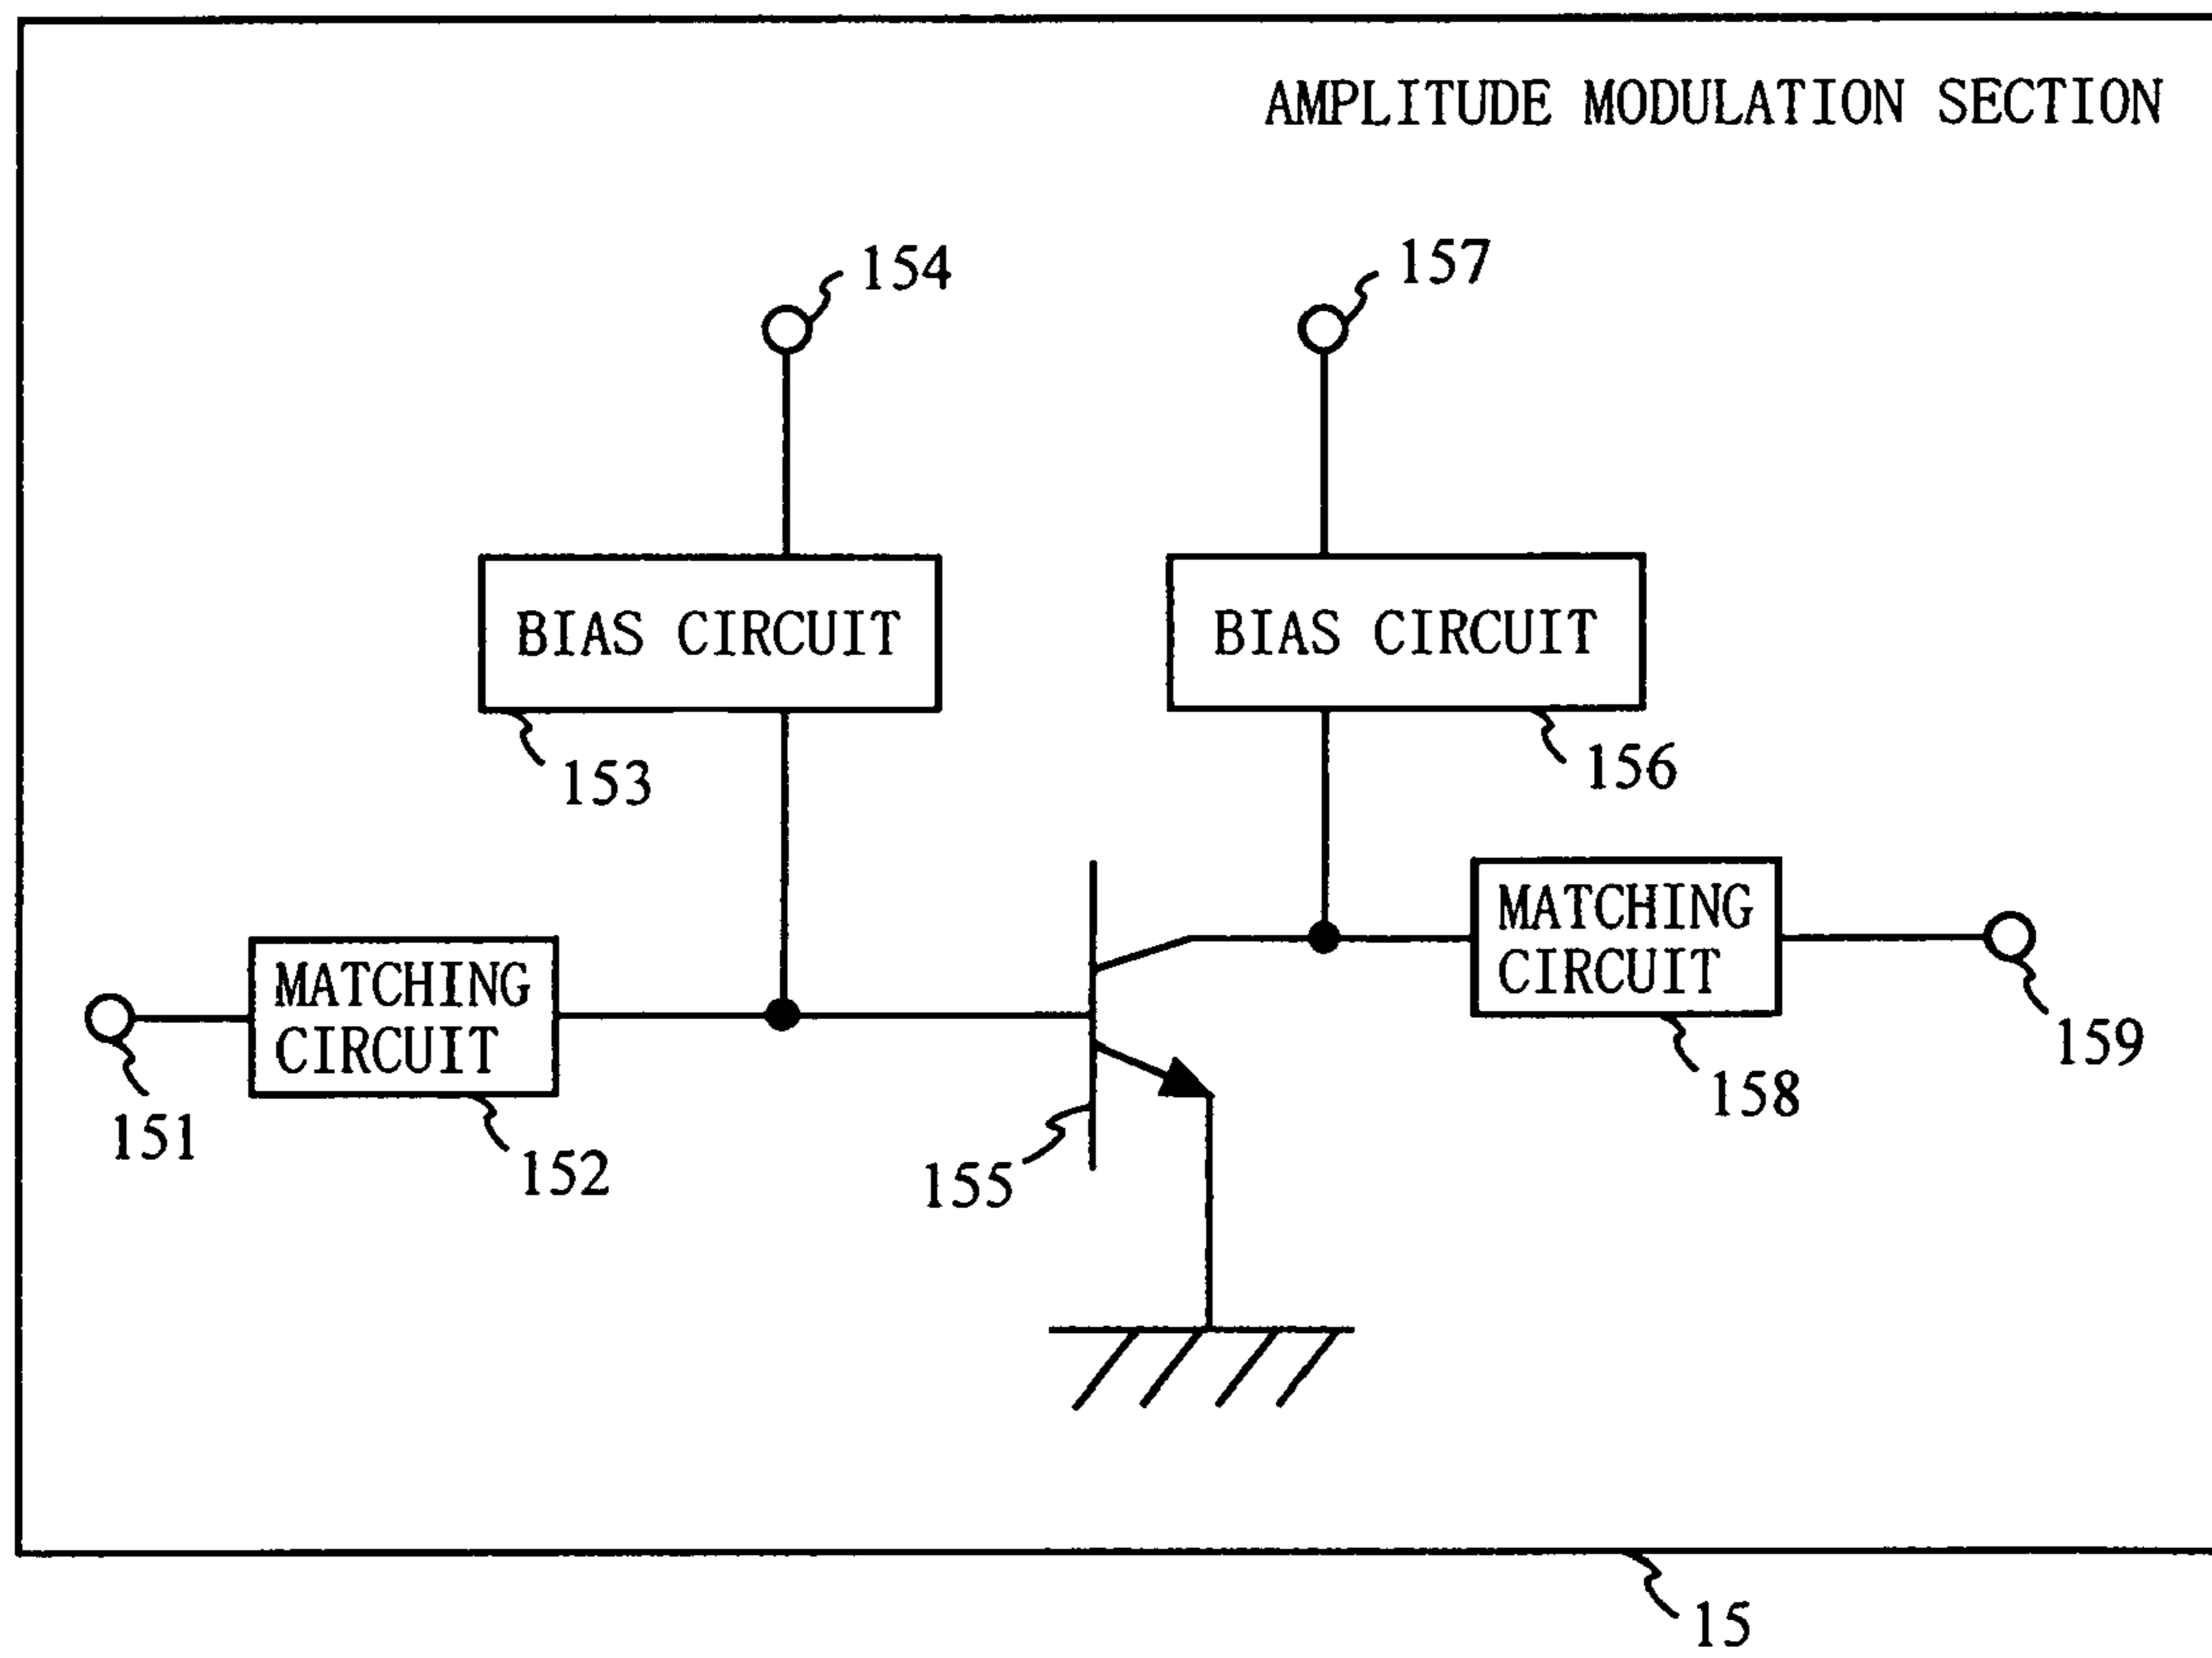 AMPLITUDE MODULATION SECTION
154
157
BIAS CIRCUIT
BIAS CIRCUIT
153
156
MATCHING
CIRCUIT
MATCHING
CIRCUIT
151
152
155
158
159
15